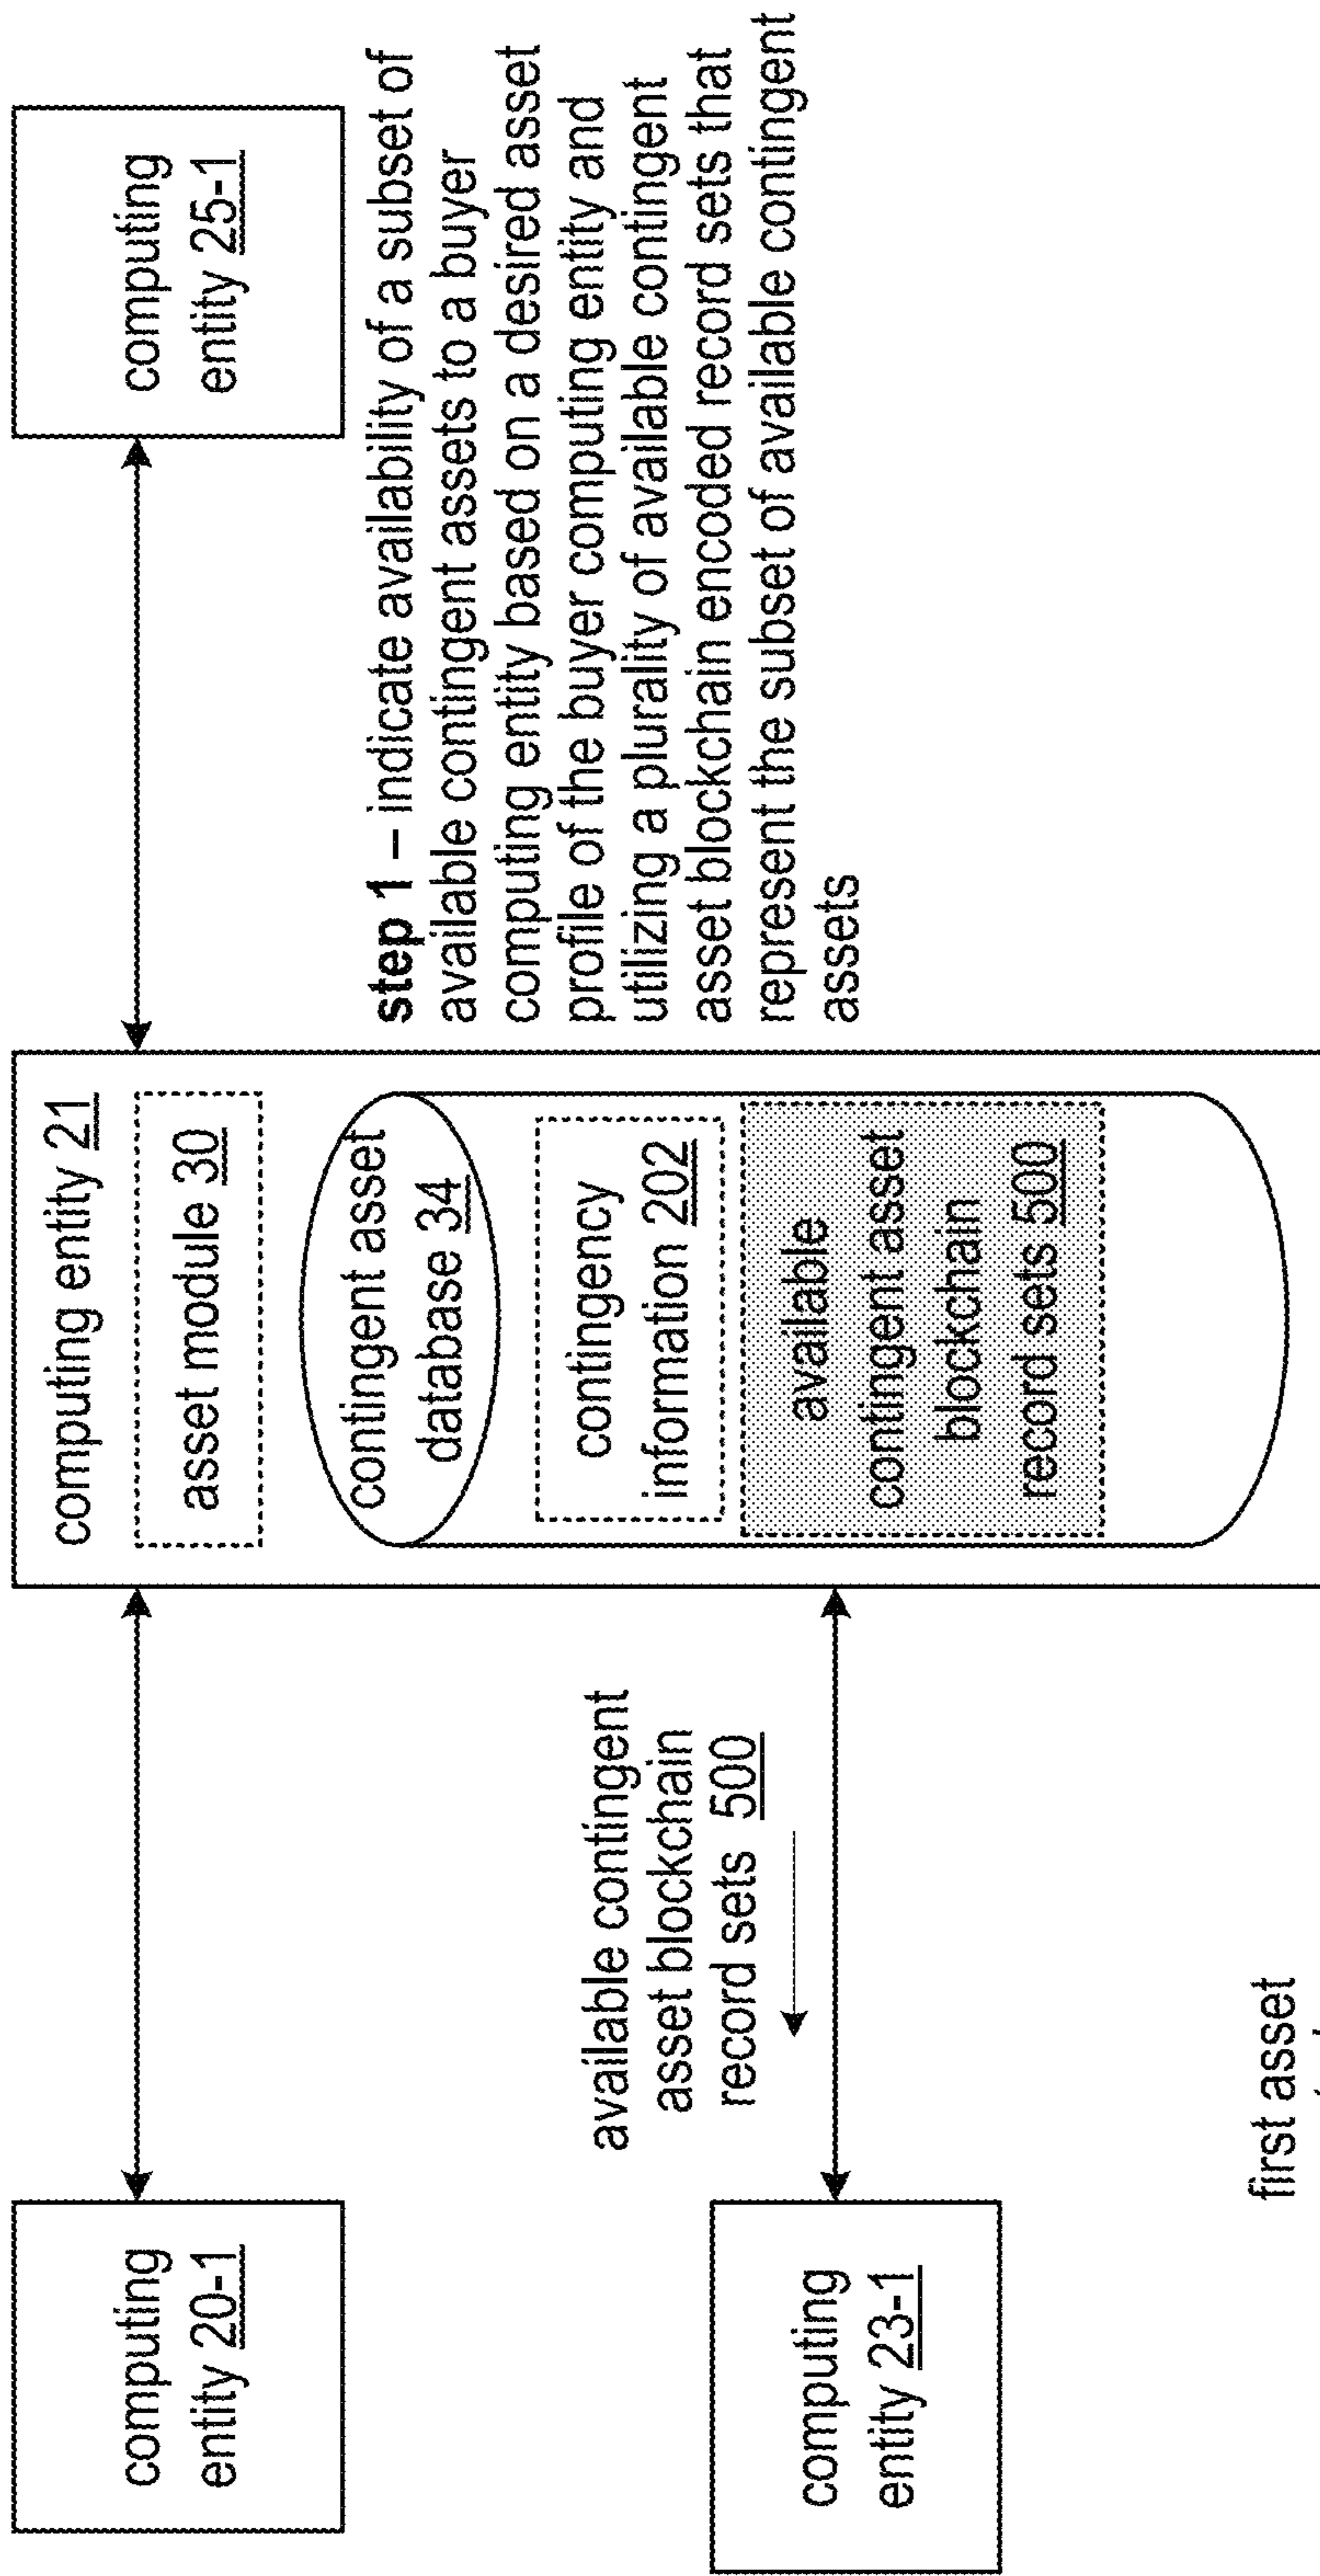 computing
entity 20-1
computing entity 21
asset module 30
contingent asset
database 34
contingency
information 202
available
contingent asset
blockchain
record sets 500
computing
entity 25-1
available contingent
asset blockchain
record sets 500
computing
entity 23-1
step 1 – indicate availability of a subset of
available contingent assets to a buyer
computing entity based on a desired asset
profile of the buyer computing entity and
utilizing a plurality of available contingent
asset blockchain encoded record sets that
represent the subset of available contingent
assets
first asset